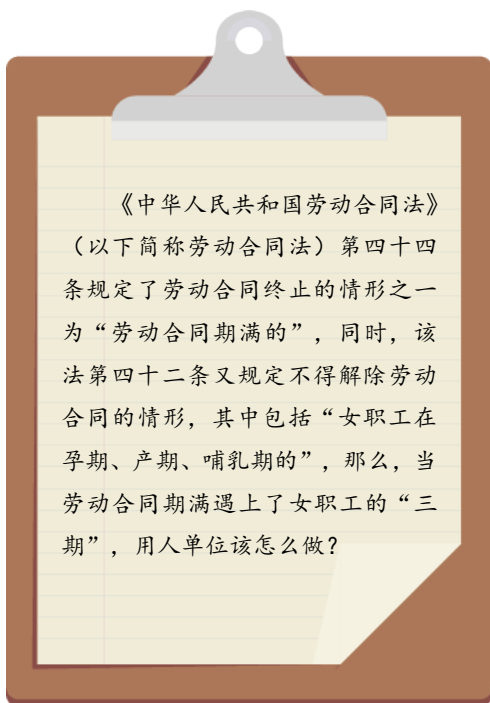 《中华人民共和国劳动合同法》
（以下简称劳动合同法）第四十四
条规定了劳动合同终止的情形之一
为“劳动合同期满的”，同时，该
法第四十二条又规定不得解除劳动
合同的情形，其中包括“女职工在
孕期、产期、哺乳期的”，那么，当
劳动合同期满遇上了女职工的“三
期”，用人单位该怎么做？